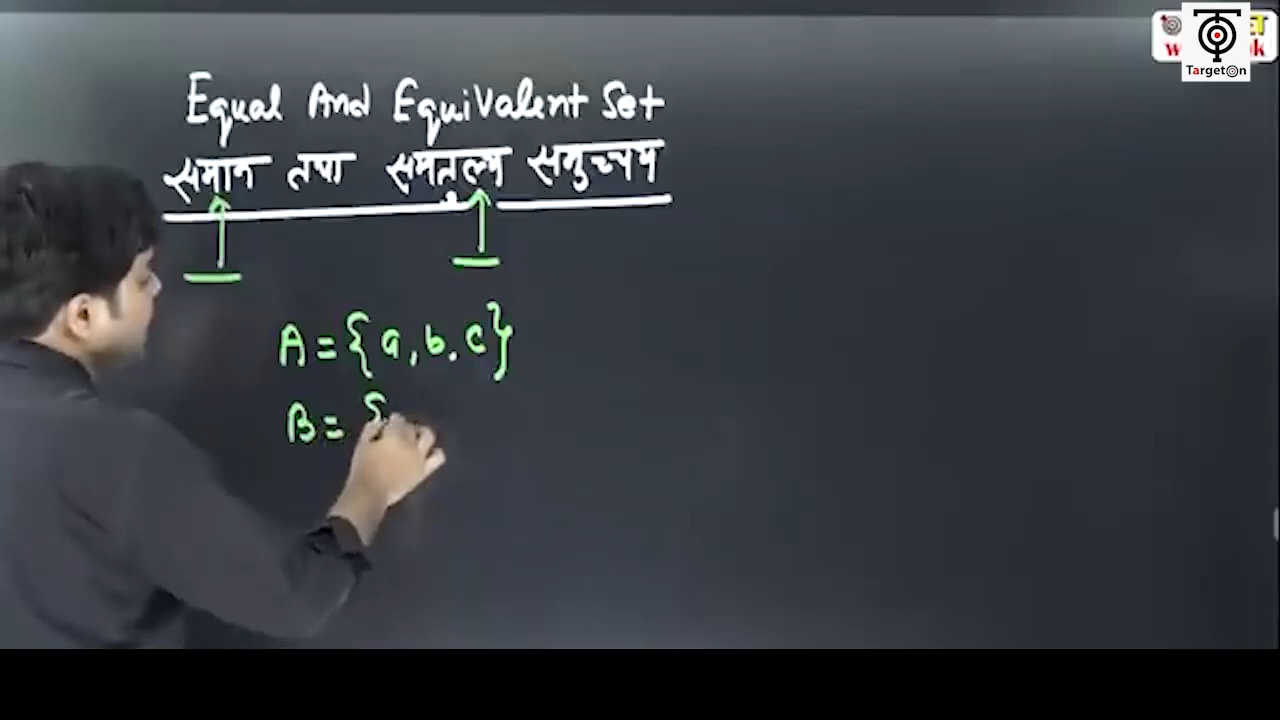 Equal And Equivalent Set
समान तथा समतुल्य समुच्चय
A = {a, b, c}
B = {
TargetOn